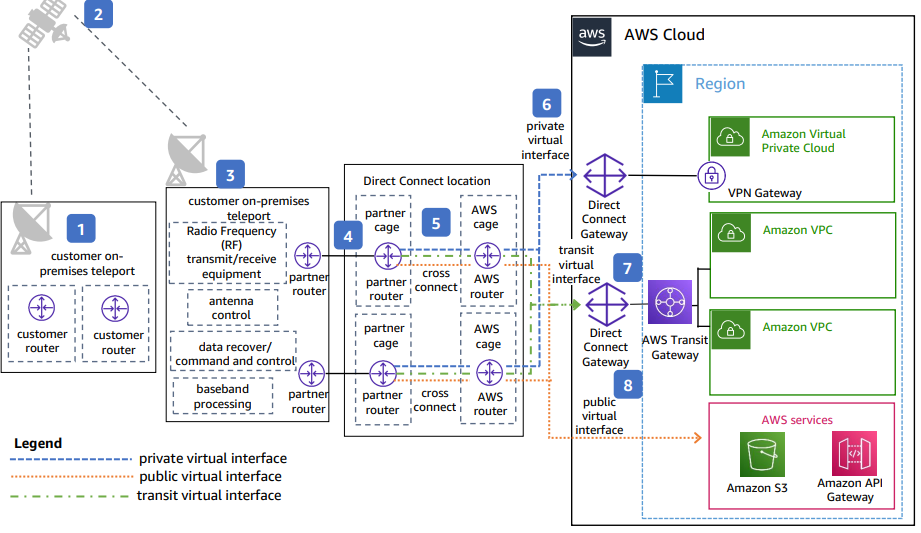 2
aws
AWS Cloud
Region
6
private
virtual
interface
Amazon Virtual
Private Cloud
VPN Gateway
Direct
Connect
Gateway
3
customer on-premises
teleport
Radio Frequency
(RF)
transmit/receive
equipment
partner
router
antenna
control
data recover/
command and control
baseband
processing
partner
router
1
customer on-
premises teleport
customer
router
customer
router
Direct Connect location
4
5
partner
cage
AWS
cage
partner
router
cross
connect
AWS
router
partner
cage
AWS
cage
partner
router
cross
connect
AWS
router
transit
virtual
interface
7
Direct
Connect
Gateway
AWS Transit
Gateway
Amazon VPC
Amazon VPC
8
public
virtual
interface
AWS services
Amazon S3
Amazon API
Gateway
Legend
private virtual interface
public virtual interface
transit virtual interface